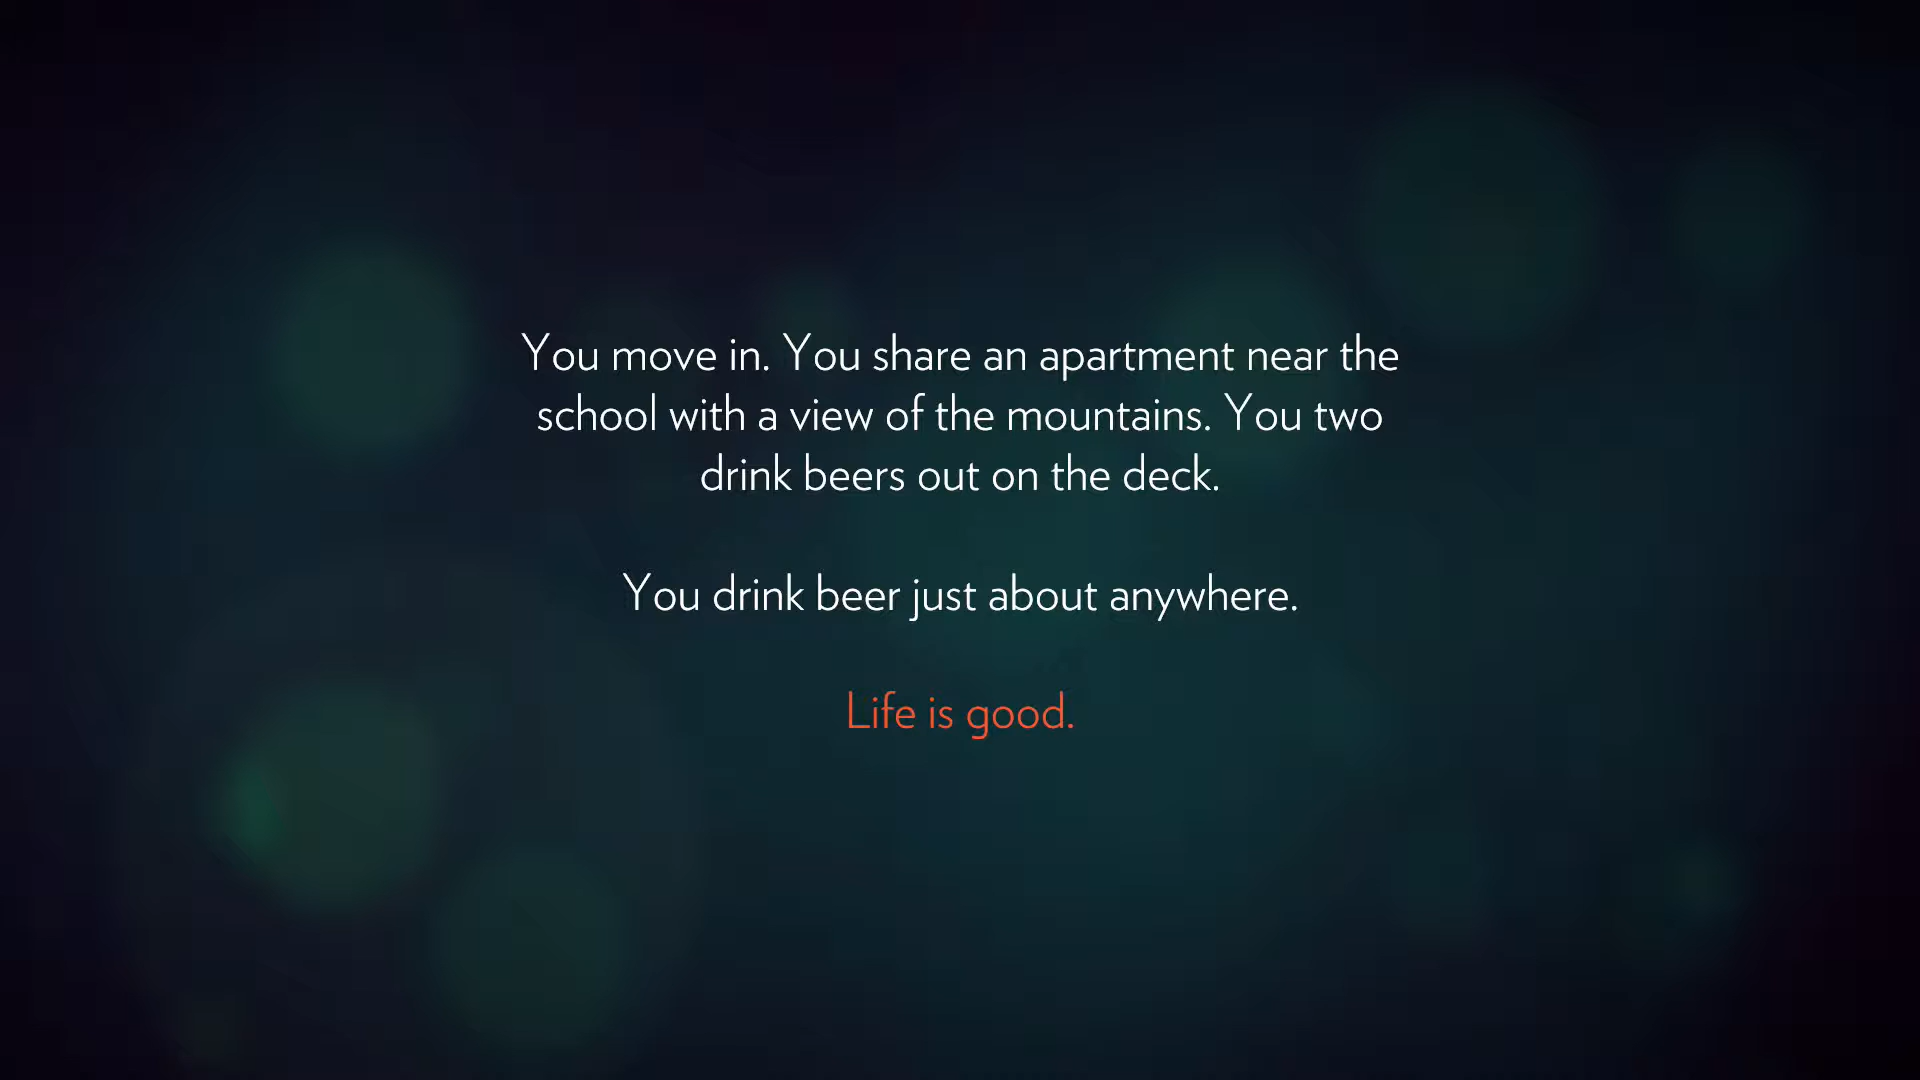 You move in. You share an apartment near the
school with a view of the mountains. You two
drink beers out on the deck.
You drink beer just about anywhere.
Life is good.